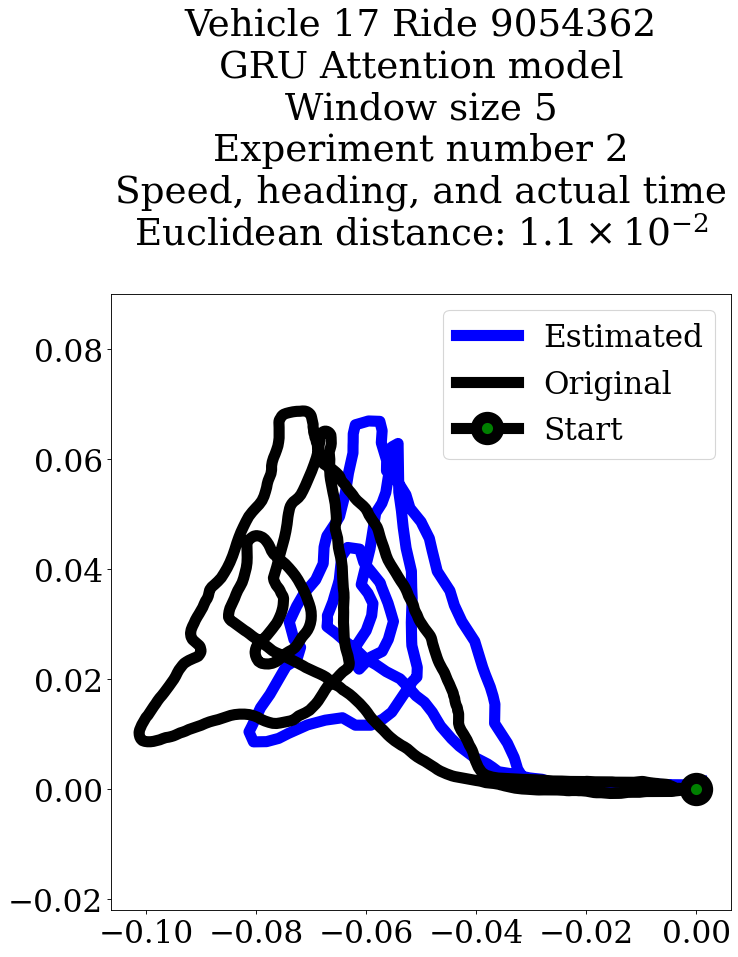 Vehicle 17 Ride 9054362
GRU Attention model
Window size 5
Experiment number 2
Speed, heading, and actual time
Euclidean distance: 1.1 × 10⁻²
Estimated
Original
Start
0.08
0.06
0.04
0.02
0.00
−0.02
−0.10 −0.08 −0.06 −0.04 −0.02 0.00